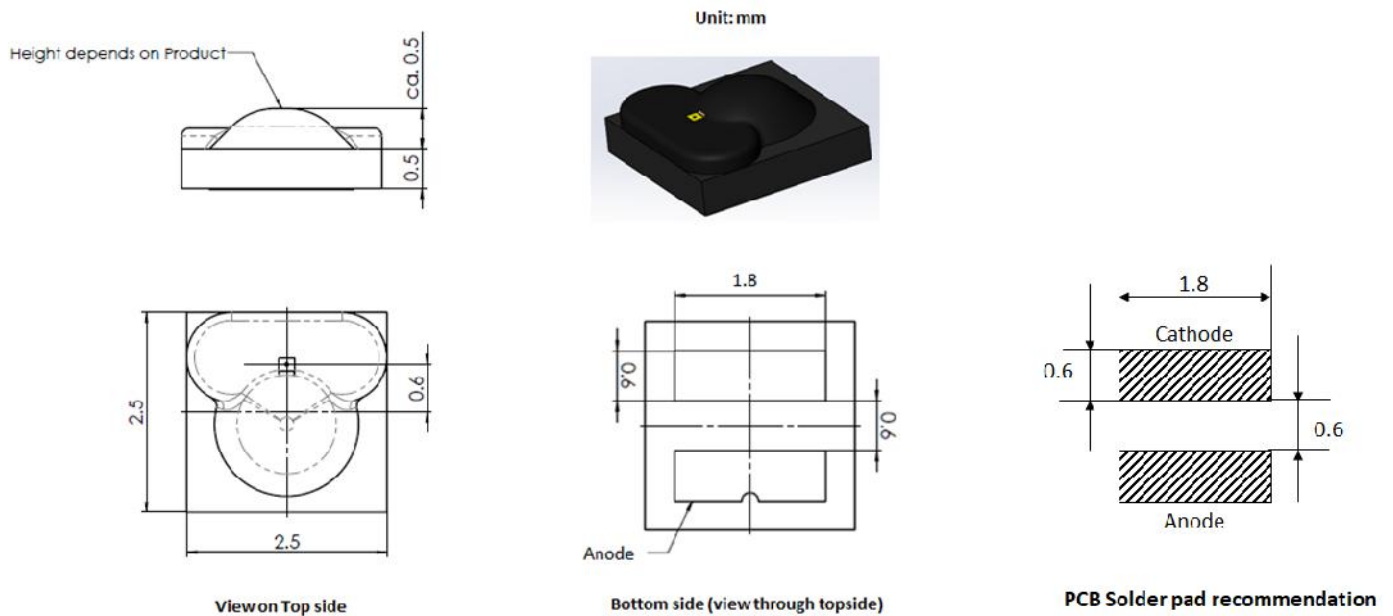 Unit: mm
Height depends on Product
ca. 0.5
0.5
2.5
0.6
2.5
View on Top side
1.8
0.6
0.6
Anode
Bottom side (view through topside)
1.8
Cathode
0.6
0.6
Anode
PCB Solder pad recommendation